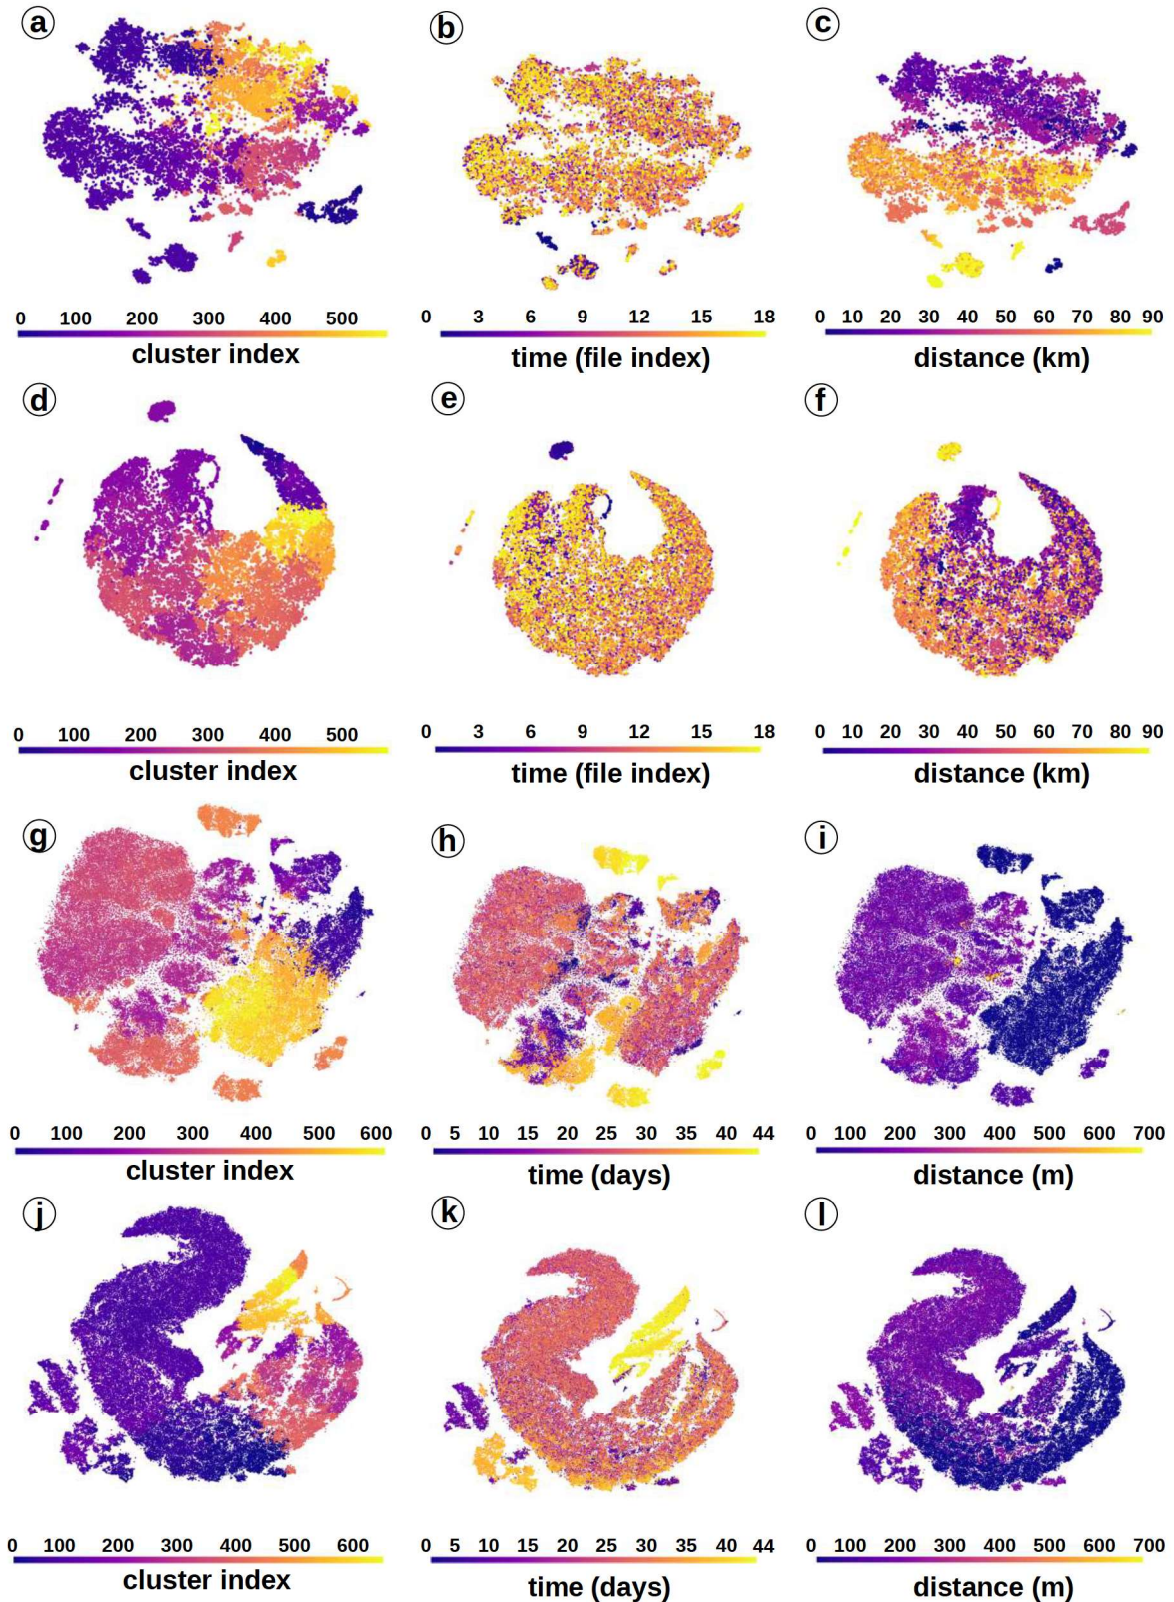 a b c
0 100 200 300 400 500
cluster index
0 3 6 9 12 15 18
time (file index)
0 10 20 30 40 50 60 70 80 90
distance (km)
d e f
0 100 200 300 400 500
cluster index
0 3 6 9 12 15 18
time (file index)
0 10 20 30 40 50 60 70 80 90
distance (km)
g h i
0 100 200 300 400 500 600
cluster index
0 5 10 15 20 25 30 35 40 44
time (days)
0 100 200 300 400 500 600 700
distance (m)
j k l
0 100 200 300 400 500 600
cluster index
0 5 10 15 20 25 30 35 40 44
time (days)
0 100 200 300 400 500 600 700
distance (m)